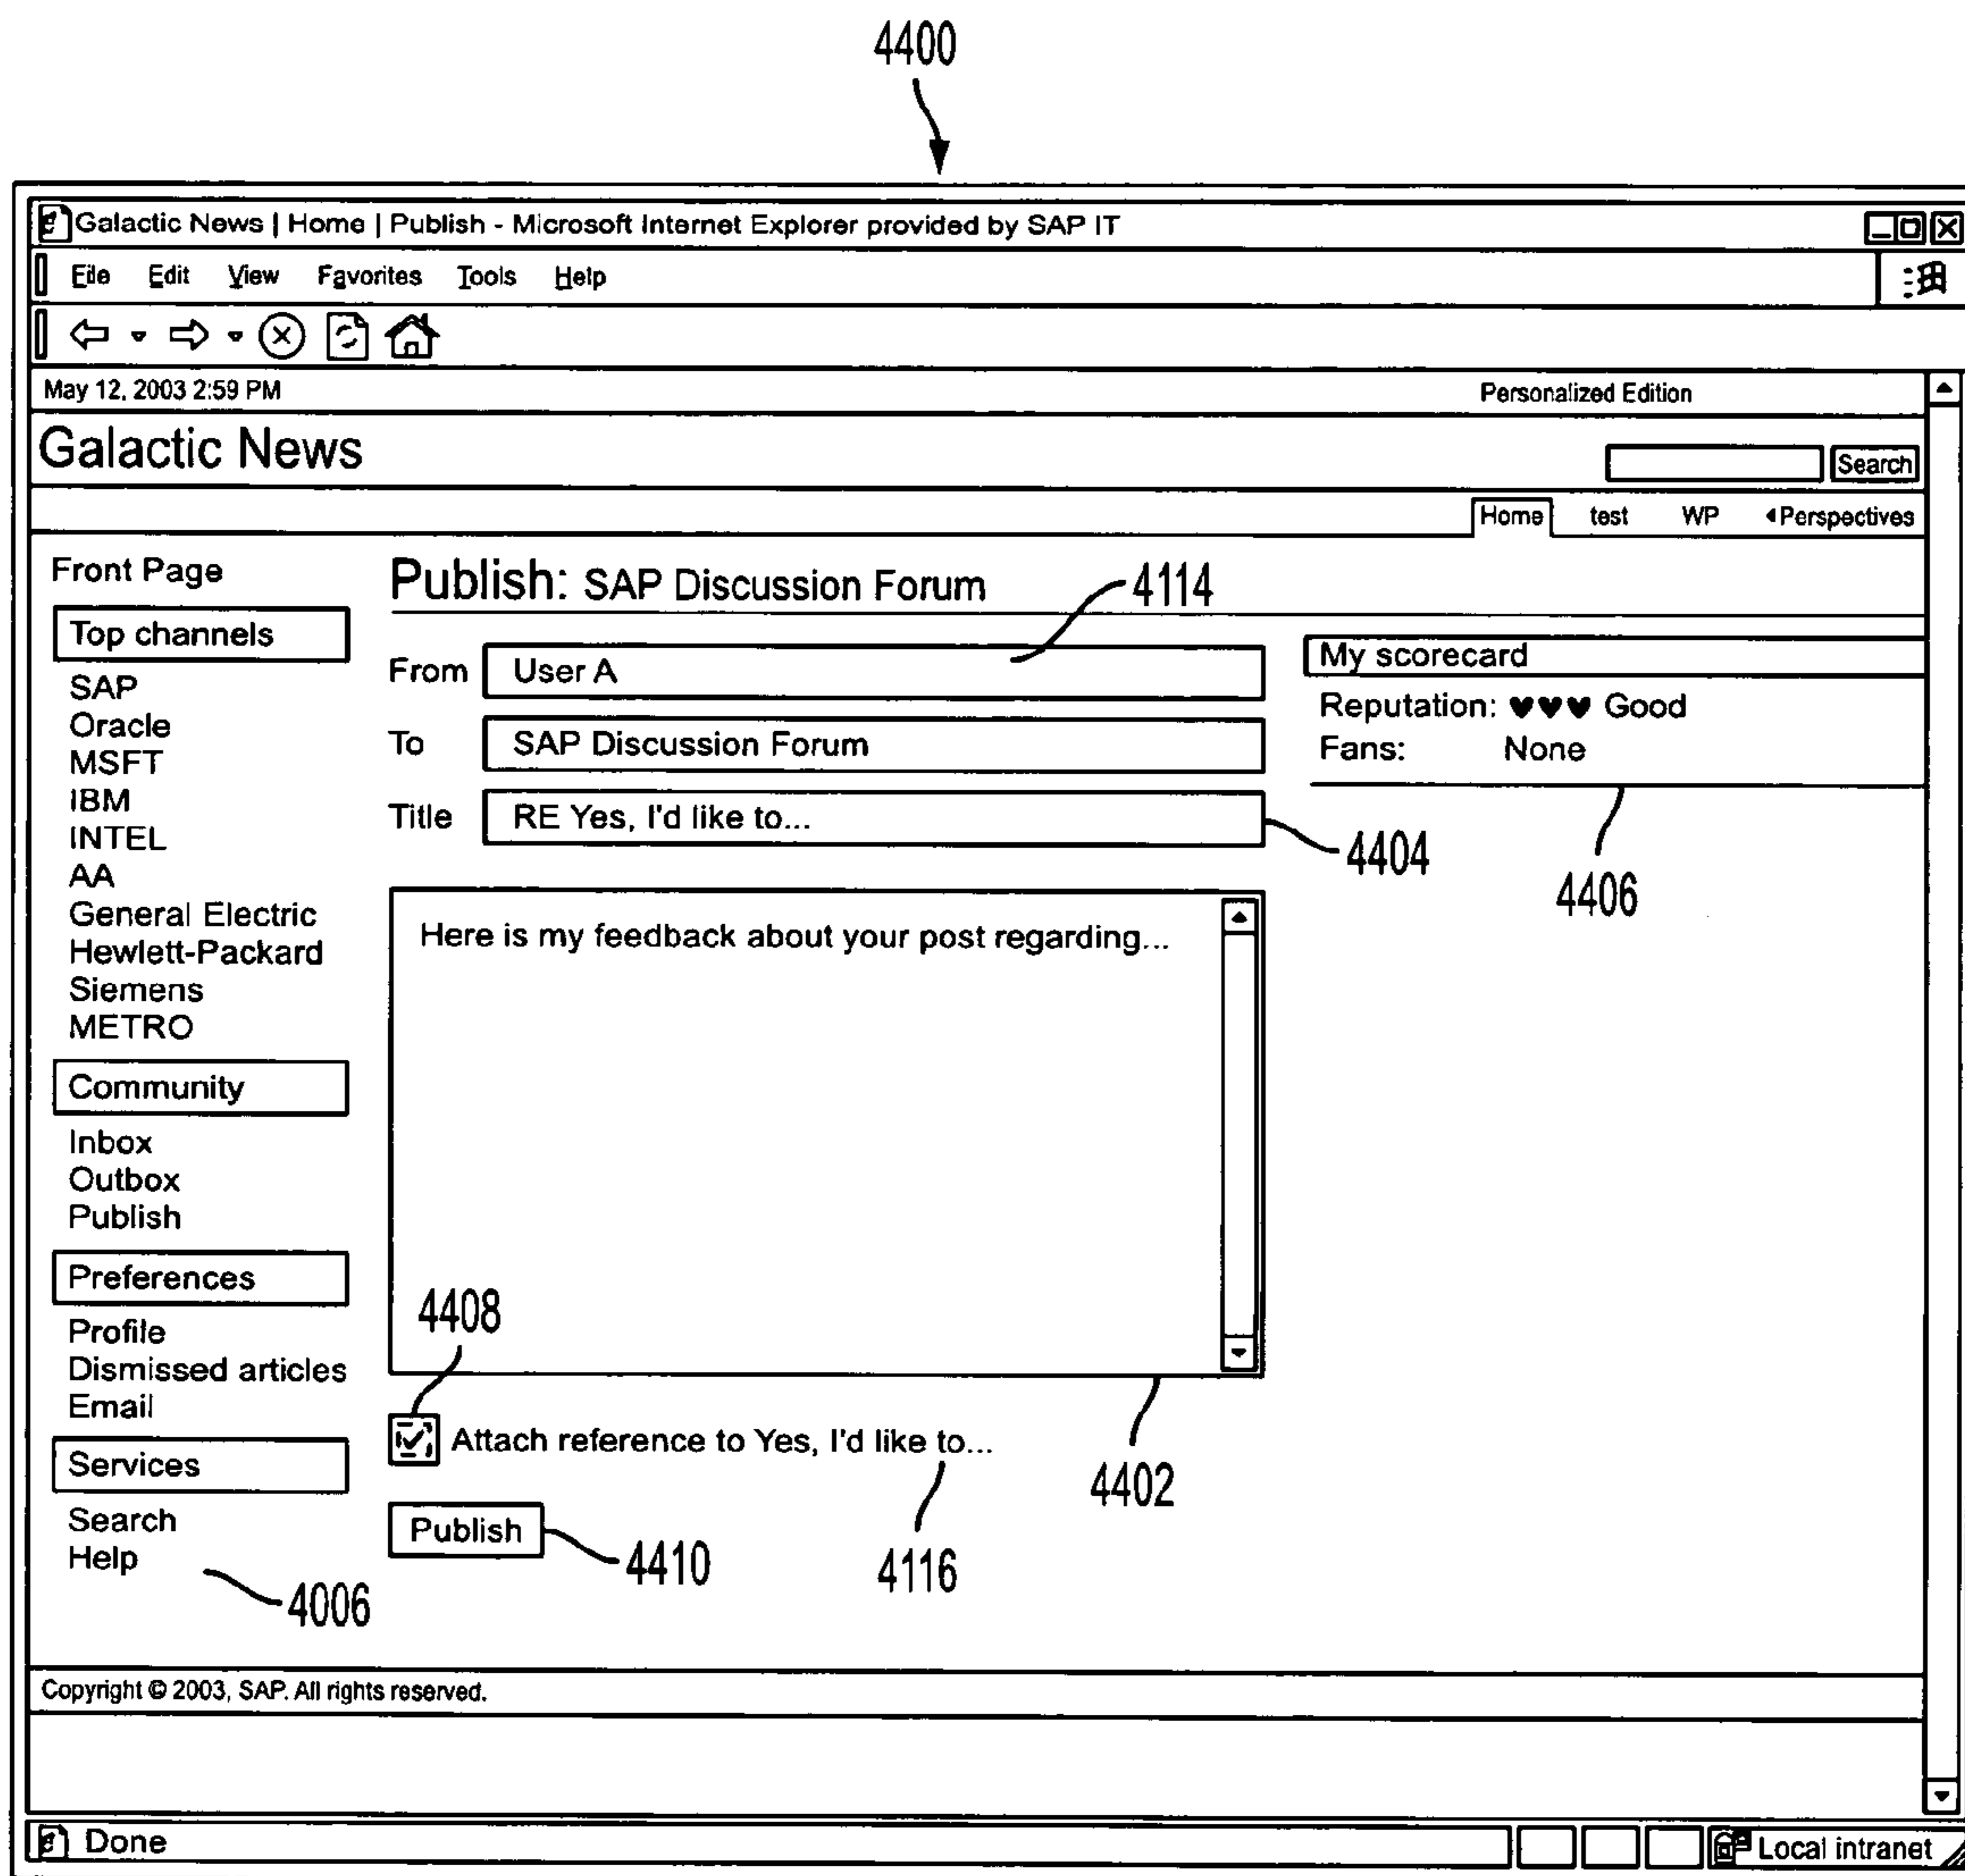 4400
Galactic News | Home | Publish - Microsoft Internet Explorer provided by SAP IT
File Edit View Favorites Tools Help
May 12, 2003 2:59 PM Personalized Edition
Galactic News Search
Home test WP Perspectives
Front Page
Publish: SAP Discussion Forum 4114
Top channels
SAP
Oracle
MSFT
IBM
INTEL
AA
General Electric
Hewlett-Packard
Siemens
METRO
Community
Inbox
Outbox
Publish
Preferences
Profile
Dismissed articles
Email
Services
Search
Help
4006
From User A
To SAP Discussion Forum
Title RE Yes, I'd like to...
4404
My scorecard
Reputation: ♥♥♥ Good
Fans: None
4406
Here is my feedback about your post regarding...
4408
Attach reference to Yes, I'd like to...
4402
Publish
4410
4116
Copyright © 2003, SAP. All rights reserved.
Done Local intranet